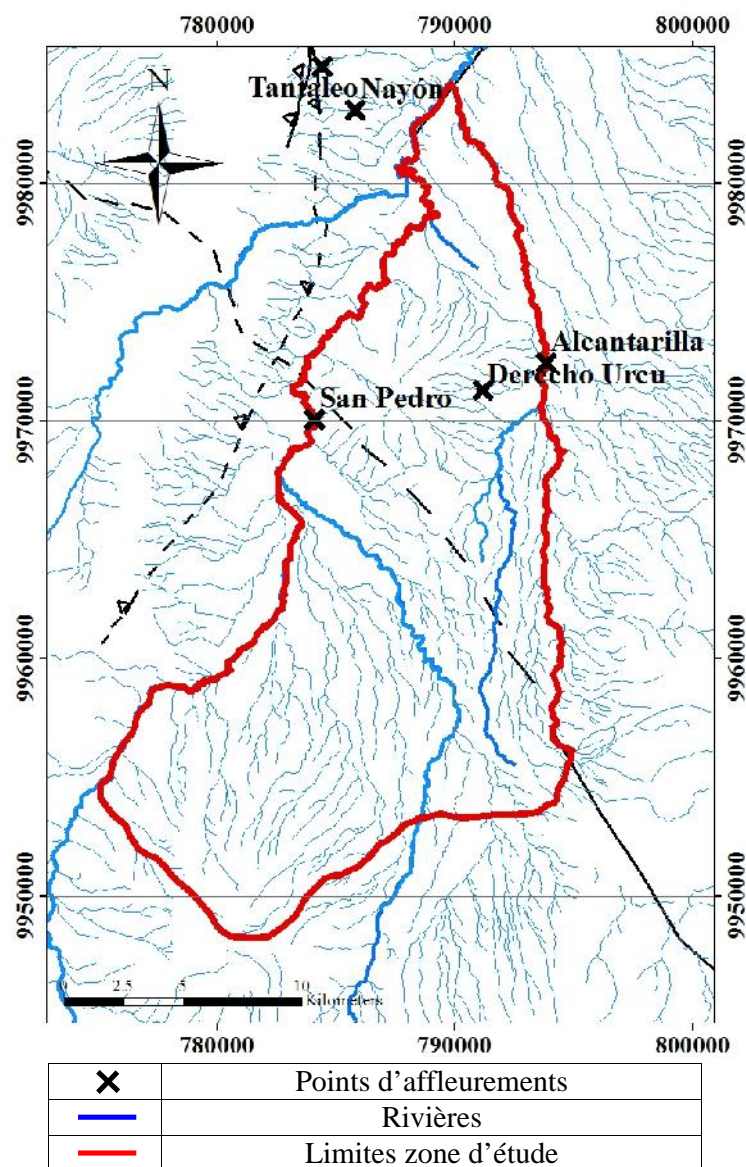 780000 790000 800000
N
Tantaleo Nayón
9980000 9980000
Alcantarilla
Derecho Urcu
San Pedro
9970000 9970000
9960000 9960000
9950000 9950000
0 2.5 5 10
Kilometers
780000 790000 800000
Points d’affleurements
Rivières
Limites zone d’étude